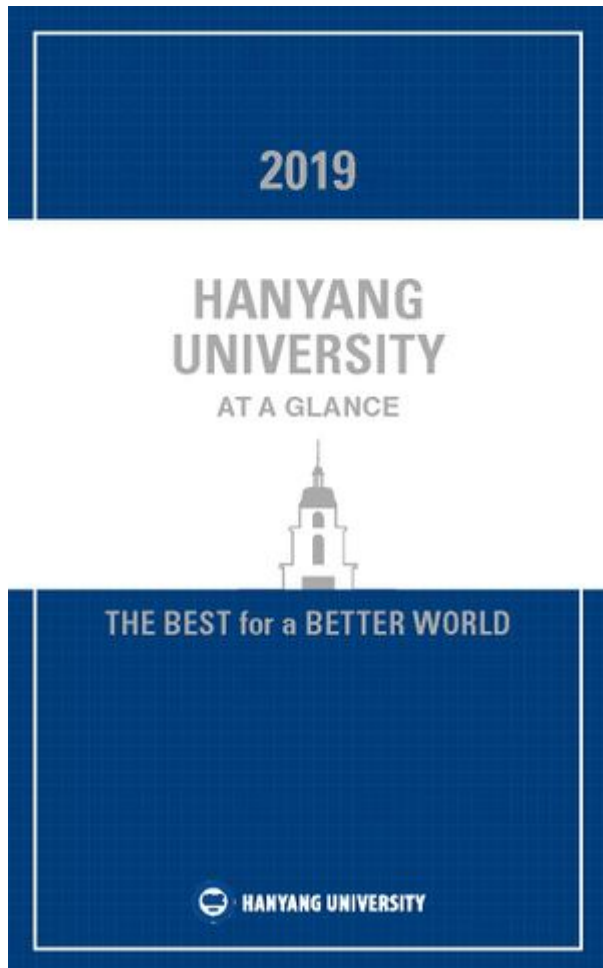 2019
HANYANG
UNIVERSITY
AT A GLANCE
THE BEST for a BETTER WORLD
HANYANG UNIVERSITY